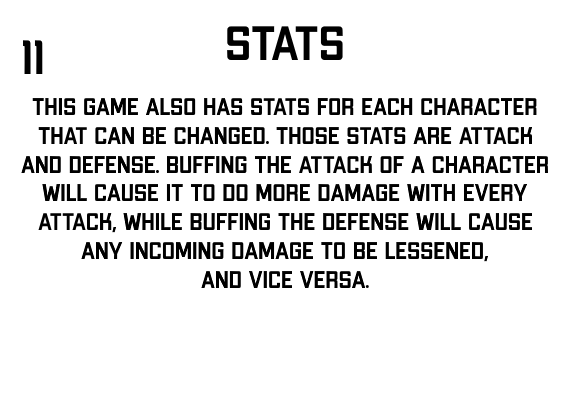 STATS
11
THIS GAME ALSO HAS STATS FOR EACH CHARACTER
THAT CAN BE CHANGED. THOSE STATS ARE ATTACK
AND DEFENSE. BUFFING THE ATTACK OF A CHARACTER
WILL CAUSE IT TO DO MORE DAMAGE WITH EVERY
ATTACK, WHILE BUFFING THE DEFENSE WILL CAUSE
ANY INCOMING DAMAGE TO BE LESSENED,
AND VICE VERSA.